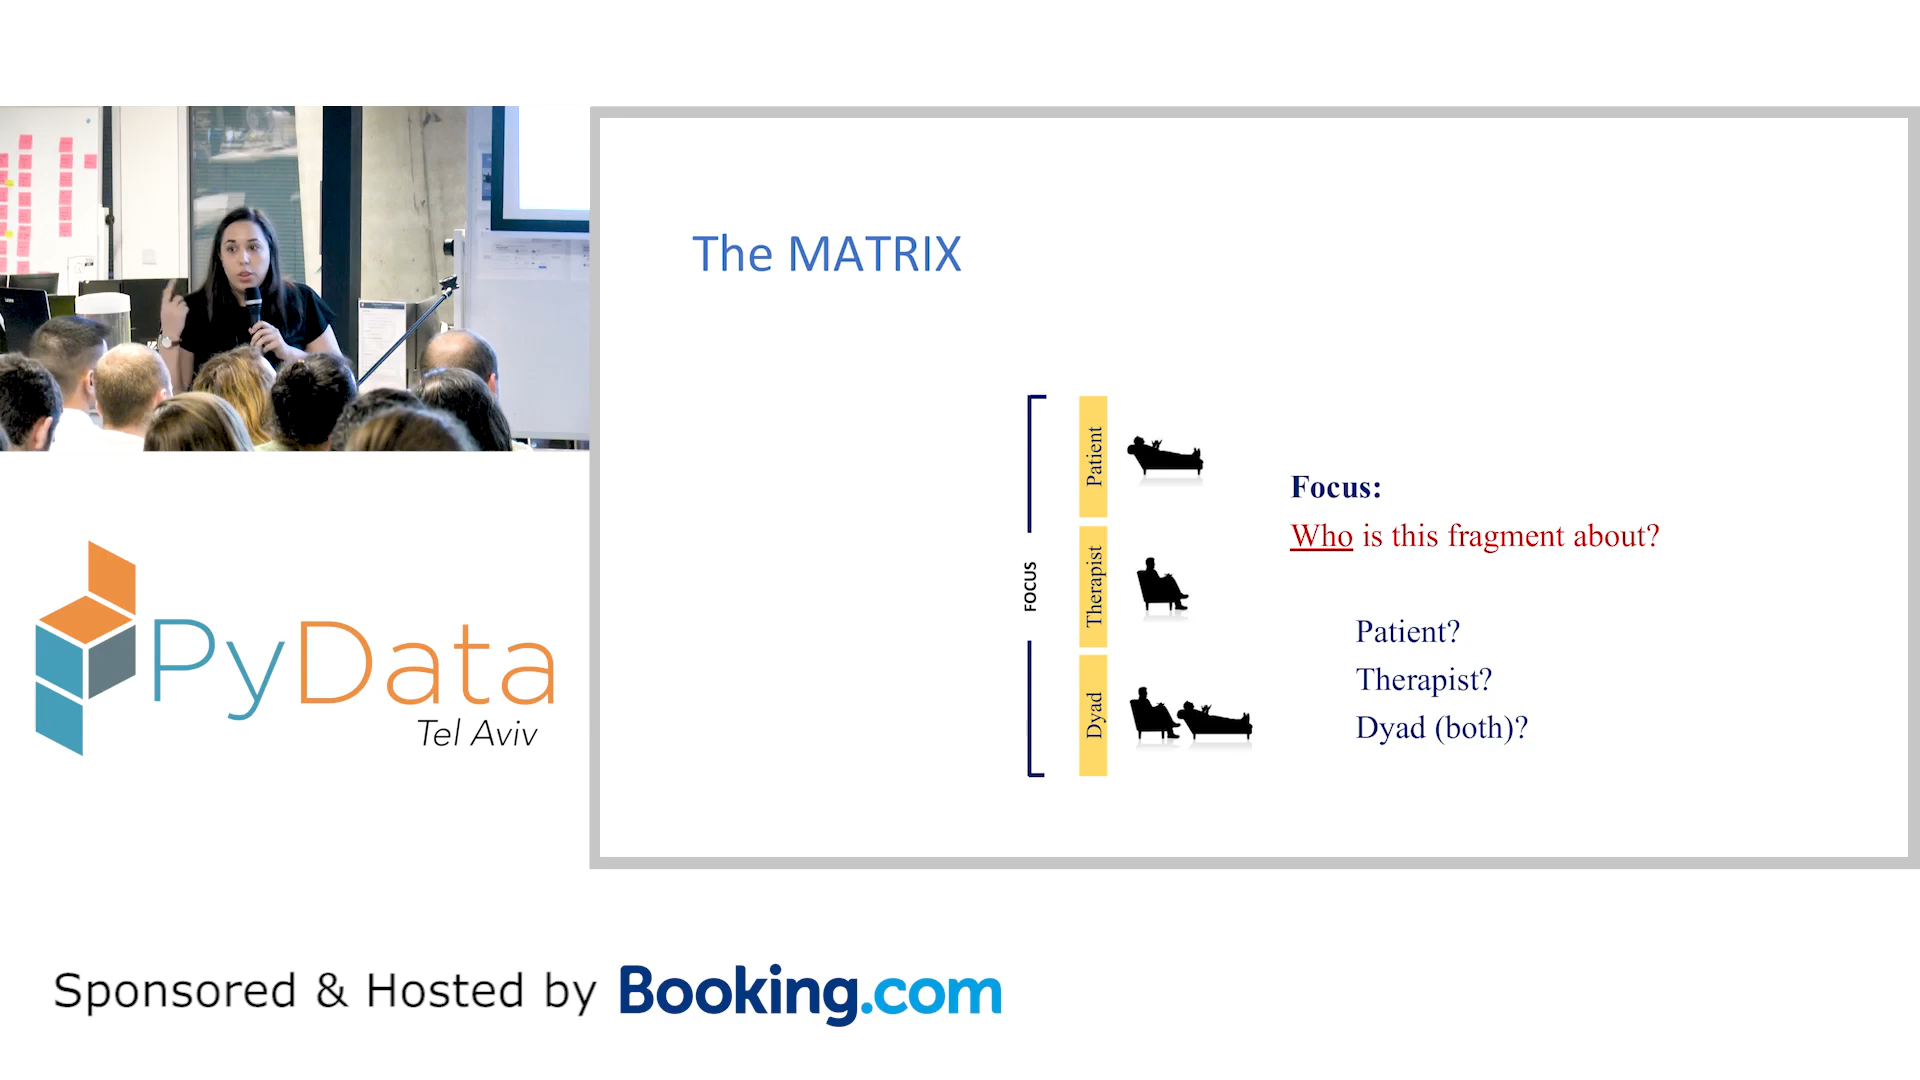 The MATRIX
FOCUS
Patient
Therapist
Dyad
Focus:
Who is this fragment about?
Patient?
Therapist?
Dyad (both)?
PyData
Tel Aviv
Sponsored & Hosted by Booking.com